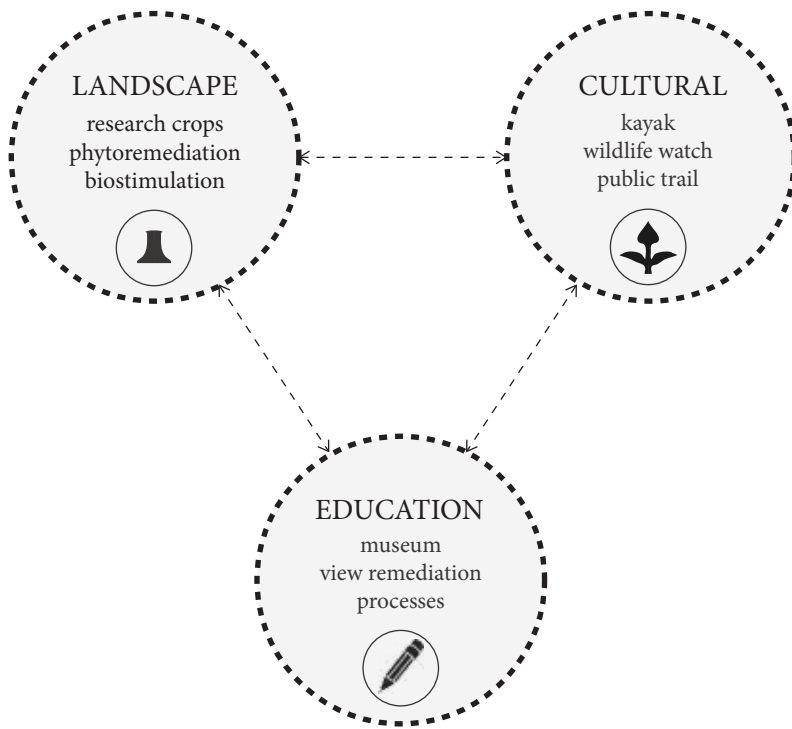 LANDSCAPE
research crops
phytoremediation
biostimulation
CULTURAL
kayak
wildlife watch
public trail
EDUCATION
museum
view remediation
processes